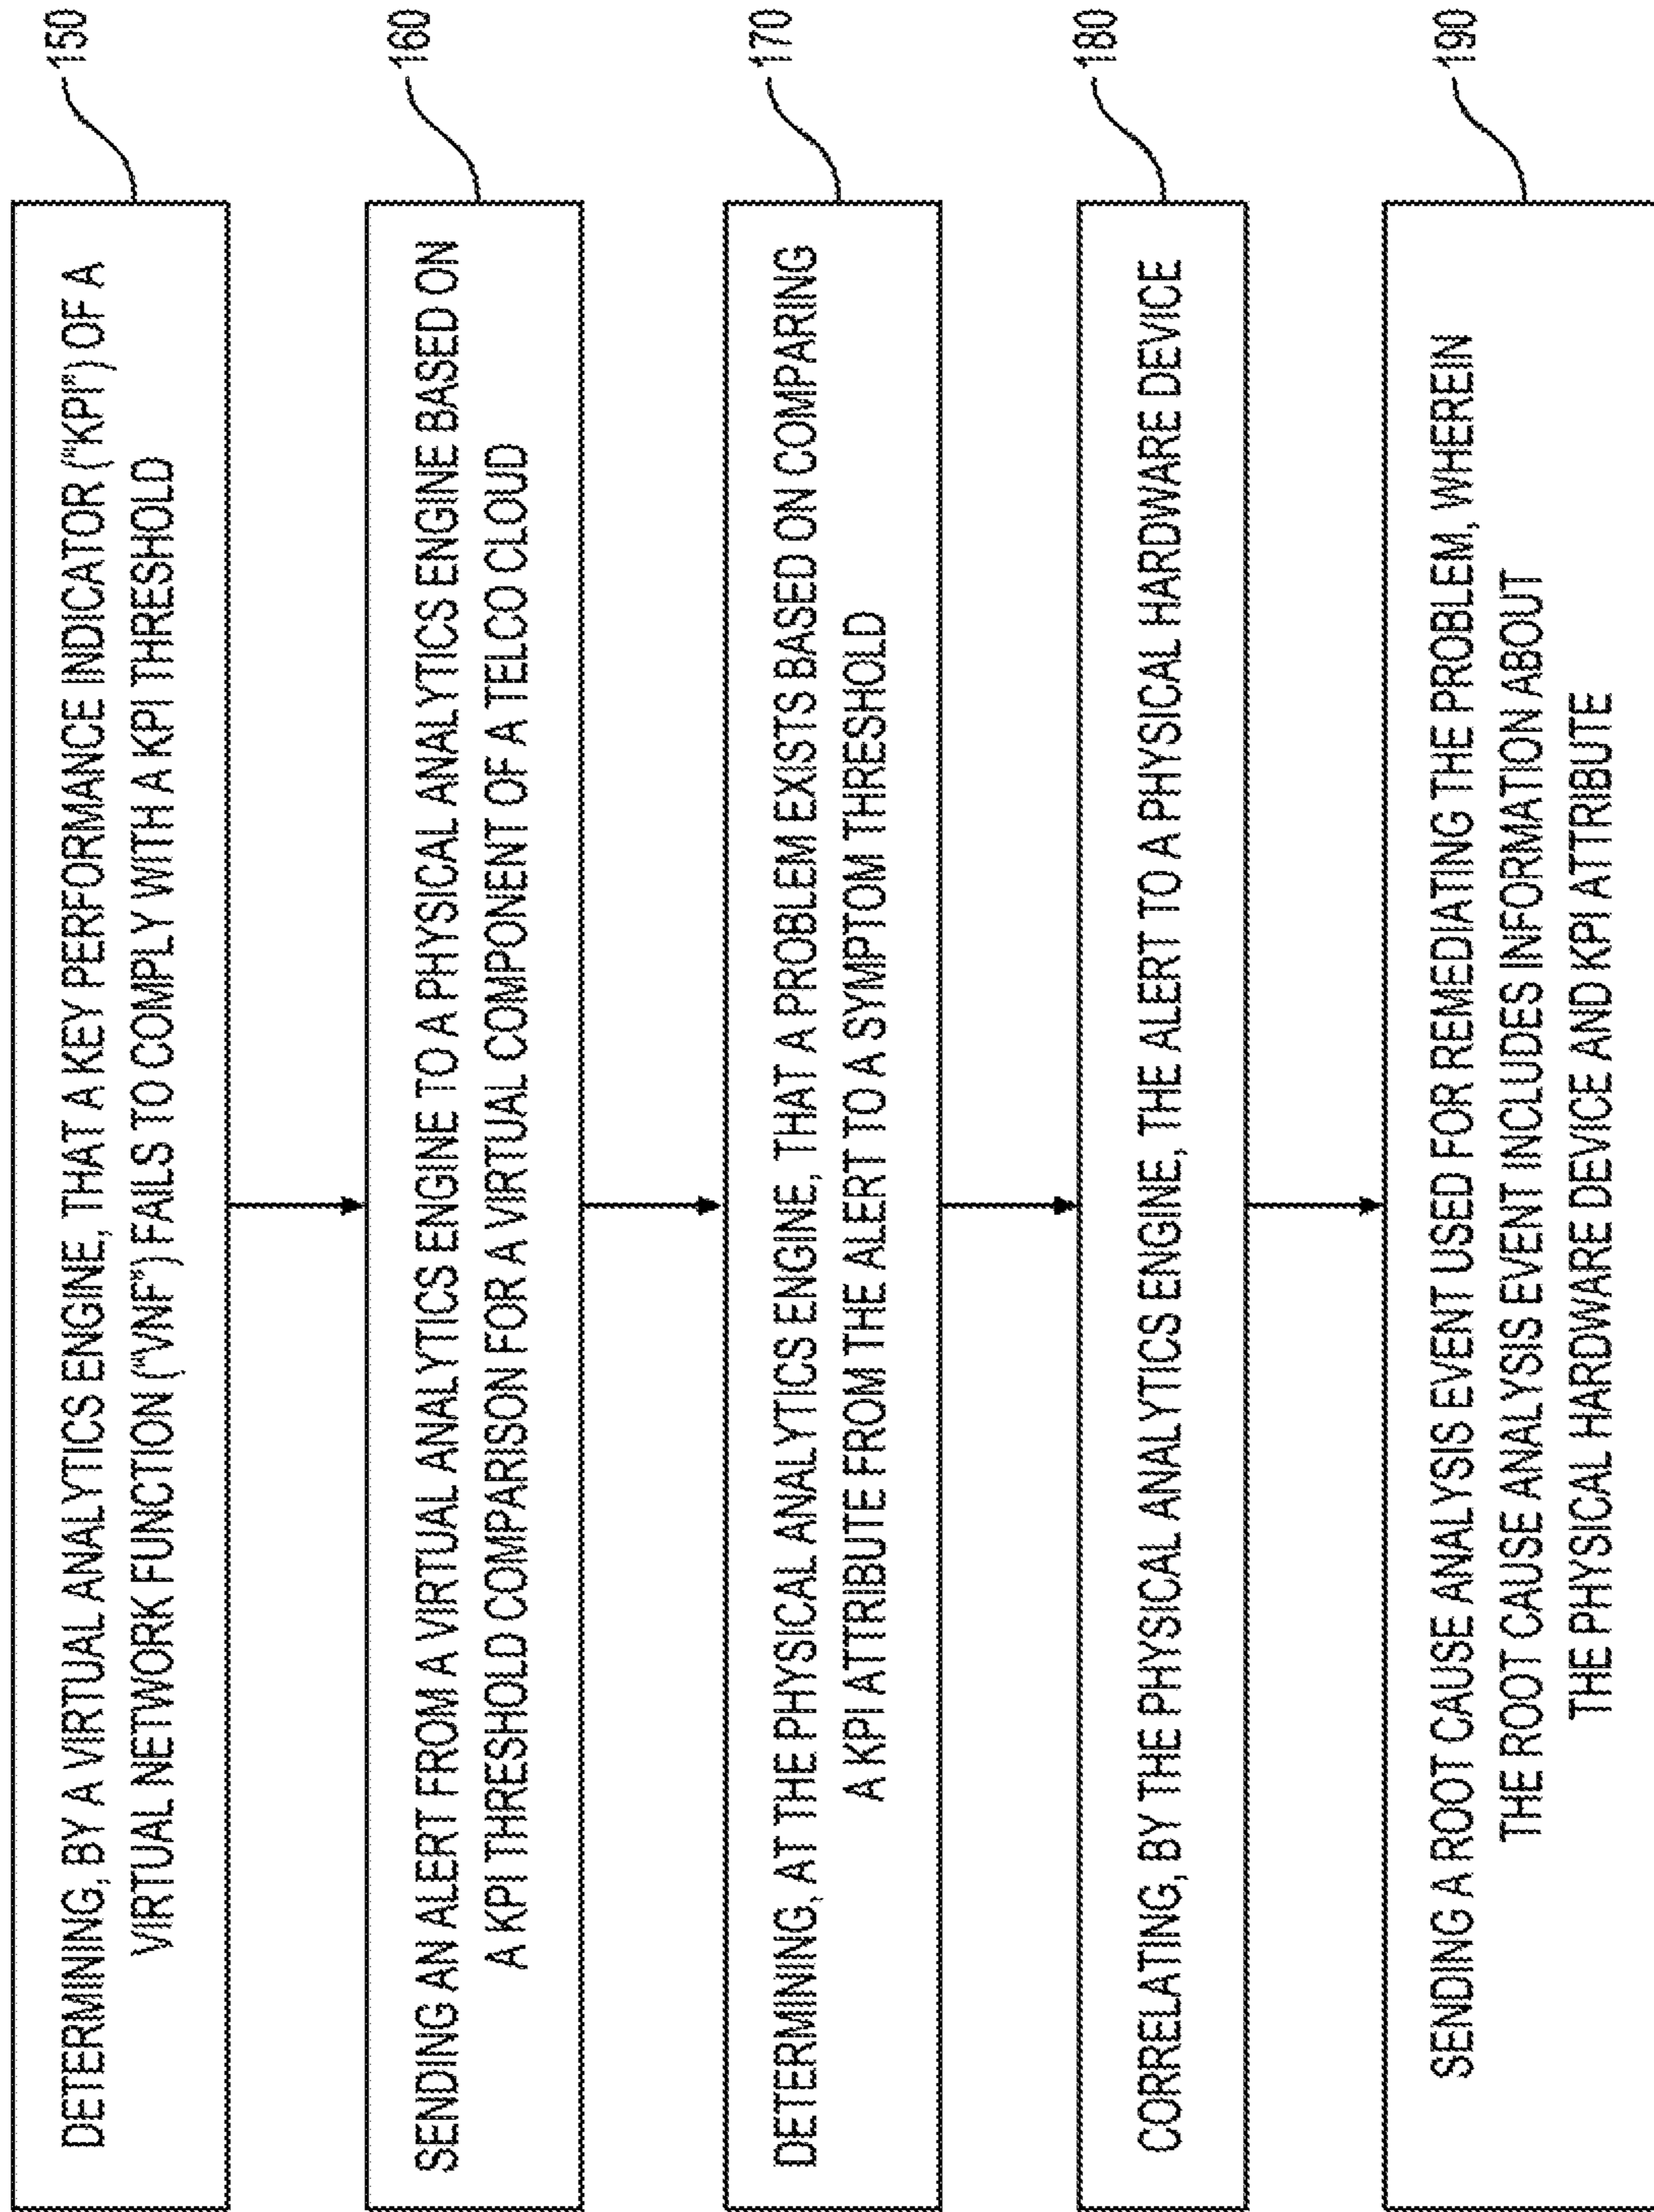 DETERMINING, BY A VIRTUAL ANALYTICS ENGINE, THAT A KEY PERFORMANCE INDICATOR ("KPI") OF A
VIRTUAL NETWORK FUNCTION ("VNF") FAILS TO COMPLY WITH A KPI THRESHOLD
150
SENDING AN ALERT FROM A VIRTUAL ANALYTICS ENGINE TO A PHYSICAL ANALYTICS ENGINE BASED ON
A KPI THRESHOLD COMPARISON FOR A VIRTUAL COMPONENT OF A TELCO CLOUD
160
DETERMINING, AT THE PHYSICAL ANALYTICS ENGINE, THAT A PROBLEM EXISTS BASED ON COMPARING
A KPI ATTRIBUTE FROM THE ALERT TO A SYMPTOM THRESHOLD
170
CORRELATING, BY THE PHYSICAL ANALYTICS ENGINE, THE ALERT TO A PHYSICAL HARDWARE DEVICE
180
SENDING A ROOT CAUSE ANALYSIS EVENT USED FOR REMEDIATING THE PROBLEM, WHEREIN
THE ROOT CAUSE ANALYSIS EVENT INCLUDES INFORMATION ABOUT
THE PHYSICAL HARDWARE DEVICE AND KPI ATTRIBUTE
190